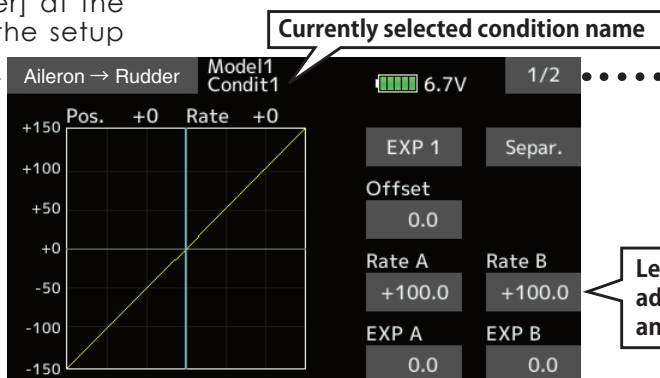 er] at the
the setup
Currently selected condition name
Aileron → Rudder
Model1
Condit1
6.7V
1/2
Pos. +0 Rate +0
+150
+100
+50
+0
-50
-100
-150
EXP 1
Separ.
Offset
0.0
Rate A
Rate B
+100.0
+100.0
EXP A
EXP B
0.0
0.0
Le
ad
an